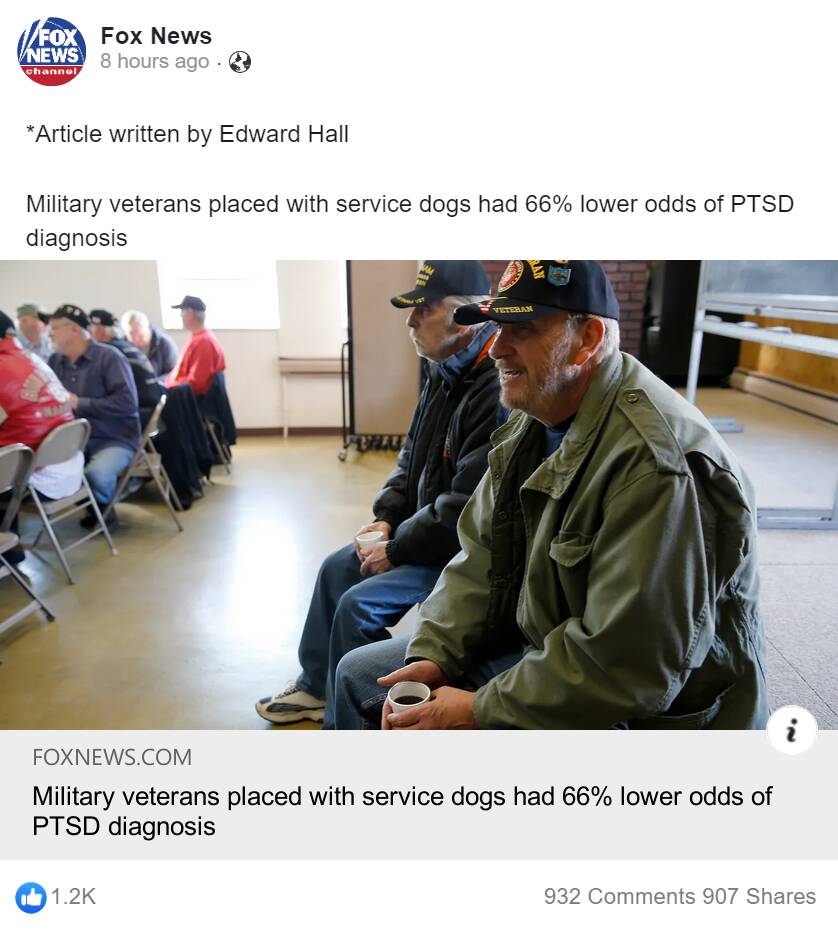 FOX
NEWS
channel
Fox News
8 hours ago ·
*Article written by Edward Hall
Military veterans placed with service dogs had 66% lower odds of PTSD
diagnosis
VETERAN
FOXNEWS.COM
Military veterans placed with service dogs had 66% lower odds of
PTSD diagnosis
1.2K
932 Comments 907 Shares